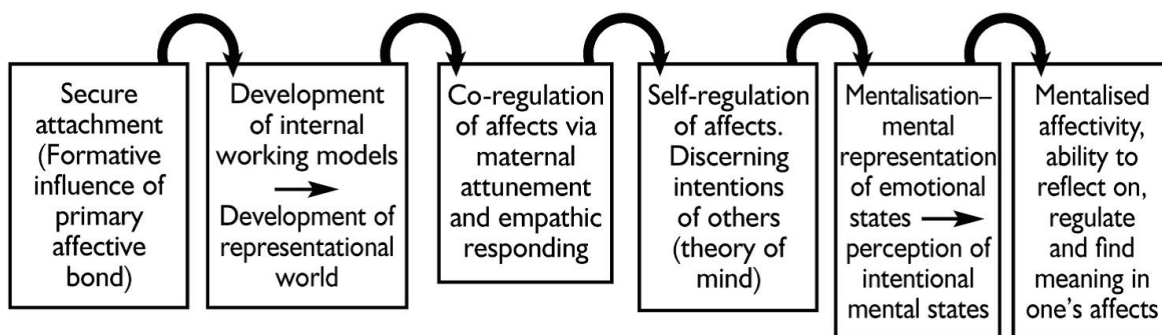 Secure
attachment
(Formative
influence of
primary
affective
bond)
Development
of internal
working models
Development of
representational
world
Co-regulation
of affects via
maternal
attunement
and empathic
responding
Self-regulation
of affects.
Discerning
intentions
of others
(theory of
mind)
Mentalisation–
mental
representation
of emotional
states
perception of
intentional
mental states
Mentalised
affectivity,
ability to
reflect on,
regulate
and find
meaning in
one's affects